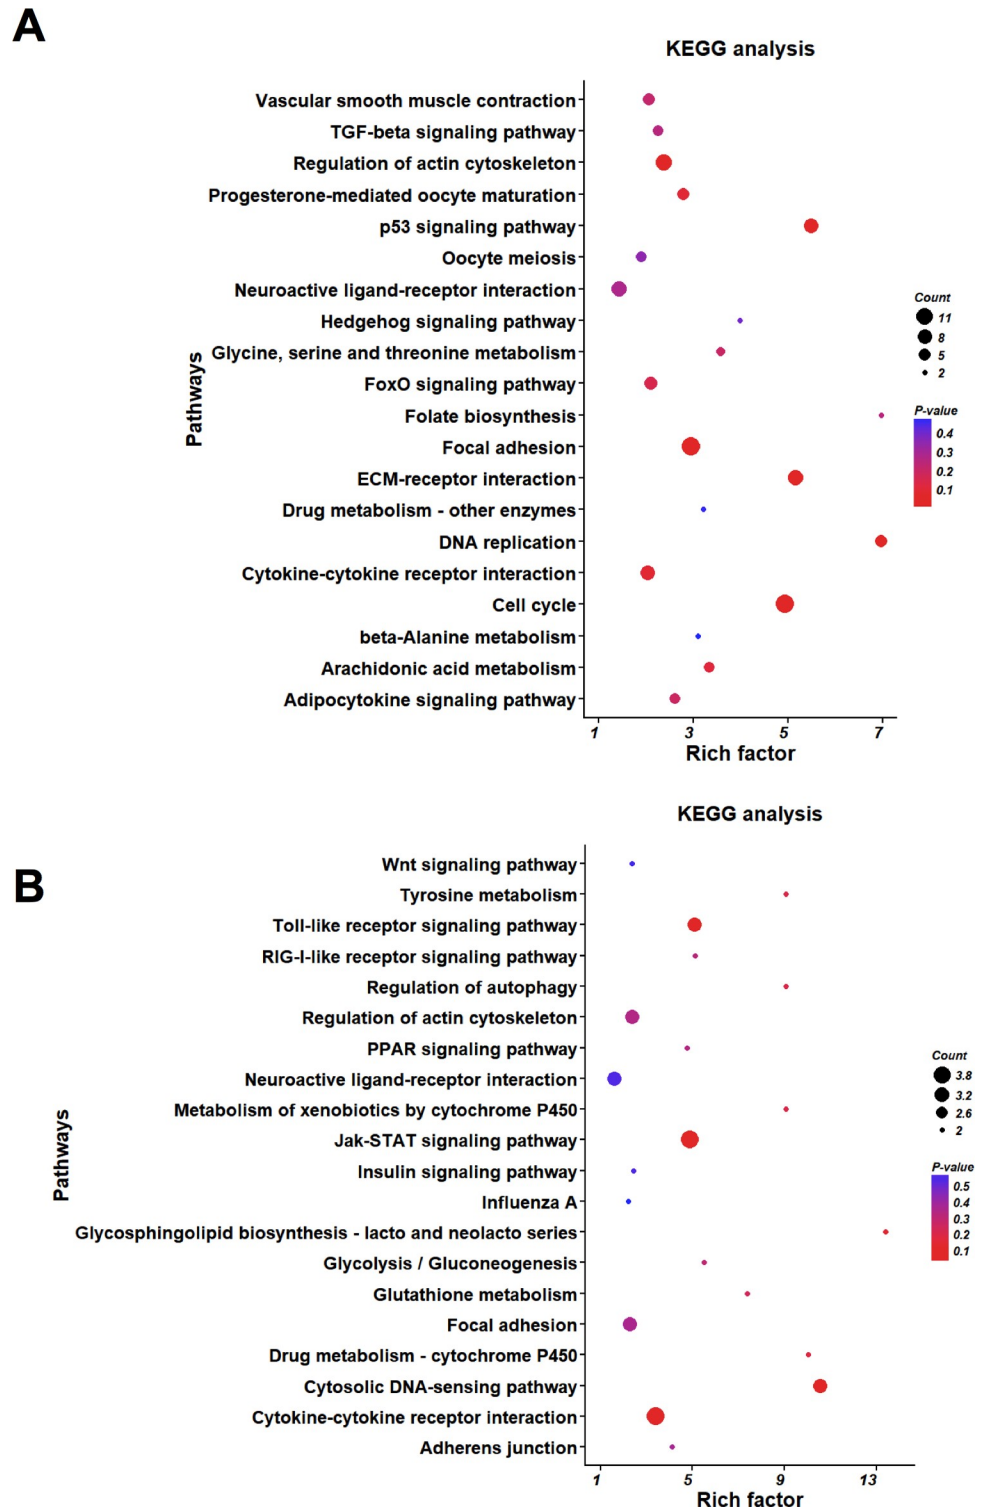 A
KEGG analysis
Vascular smooth muscle contraction
TGF-beta signaling pathway
Regulation of actin cytoskeleton
Progesterone-mediated oocyte maturation
p53 signaling pathway
Oocyte meiosis
Neuroactive ligand-receptor interaction
Hedgehog signaling pathway
Glycine, serine and threonine metabolism
FoxO signaling pathway
Folate biosynthesis
Focal adhesion
ECM-receptor interaction
Drug metabolism - other enzymes
DNA replication
Cytokine-cytokine receptor interaction
Cell cycle
beta-Alanine metabolism
Arachidonic acid metabolism
Adipocytokine signaling pathway
Pathways
1 3 5 7
Rich factor
Count
11
8
5
2
P-value
0.4
0.3
0.2
0.1
B
KEGG analysis
Wnt signaling pathway
Tyrosine metabolism
Toll-like receptor signaling pathway
RIG-I-like receptor signaling pathway
Regulation of autophagy
Regulation of actin cytoskeleton
PPAR signaling pathway
Neuroactive ligand-receptor interaction
Metabolism of xenobiotics by cytochrome P450
Jak-STAT signaling pathway
Insulin signaling pathway
Influenza A
Glycosphingolipid biosynthesis - lacto and neolacto series
Glycolysis / Gluconeogenesis
Glutathione metabolism
Focal adhesion
Drug metabolism - cytochrome P450
Cytosolic DNA-sensing pathway
Cytokine-cytokine receptor interaction
Adherens junction
Pathways
1 5 9 13
Rich factor
Count
3.8
3.2
2.6
2
P-value
0.5
0.4
0.3
0.2
0.1